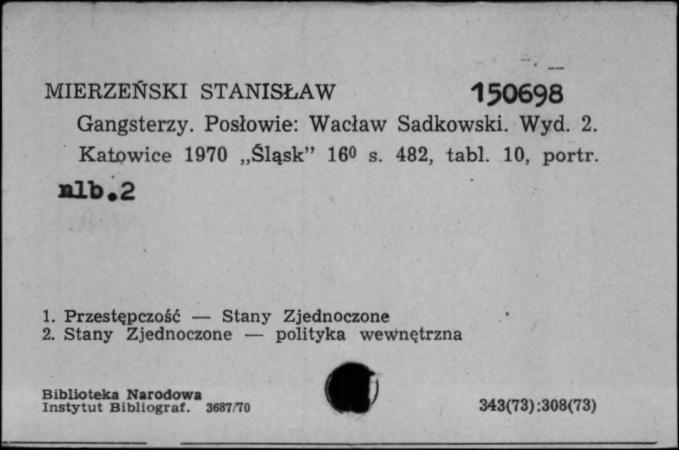 MIERZEŃSKI STANISŁAW 150698
Gangsterzy. Posłowie: Wacław Sadkowski. Wyd. 2.
Katowice 1970 „Śląsk” 16⁰ s. 482, tabl. 10, portr.
nlb.2
1. Przestępczość — Stany Zjednoczone
2. Stany Zjednoczone — polityka wewnętrzna
Biblioteka Narodowa
Instytut Bibliograf. 3687/70 343(73):308(73)